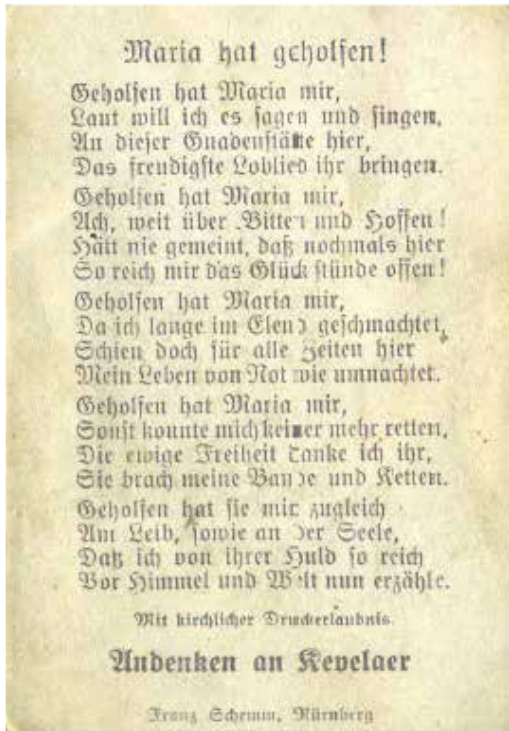 Maria hat geholfen!
Geholfen hat Maria mir,
Laut will ich es sagen und singen,
An dieser Gnadenstätte hier,
Das freudigste Loblied ihr bringen.
Geholfen hat Maria mir,
Ach, weit über Bitten und Hoffen!
Hätt nie gemeint, daß nochmals hier
So reich mir das Glück stünde offen!
Geholfen hat Maria mir,
Da ich lange im Elend geschmachtet,
Schien doch für alle Zeiten hier
Mein Leben von Not wie umnachtet.
Geholfen hat Maria mir,
Sonst konnte mich keiner mehr retten,
Die ewige Freiheit danke ich ihr,
Sie brach meine Bande und Ketten.
Geholfen hat sie mir zugleich
Am Leib, sowie an der Seele,
Daß ich von ihrer Huld so reich
Vor Himmel und Welt nun erzähle.
Mit kirchlicher Druckerlaubnis.
Andenken an Kevelaer
Franz Schemm, Nürnberg